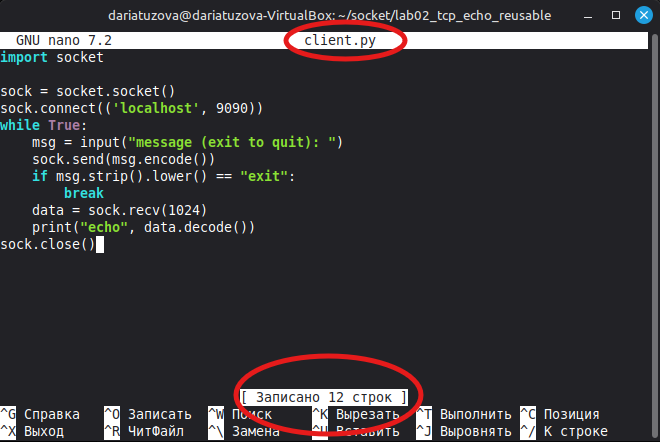 dariatuzova@dariatuzova-VirtualBox: ~/socket/lab02_tcp_echo_reusable
GNU nano 7.2 client.py
import socket
sock = socket.socket()
sock.connect(('localhost', 9090))
while True:
    msg = input("message (exit to quit): ")
    sock.send(msg.encode())
    if msg.strip().lower() == "exit":
        break
    data = sock.recv(1024)
    print("echo", data.decode())
sock.close()
[ Записано 12 строк ]
^G Справка ^O Записать ^W Поиск ^K Вырезать ^T Выполнить ^C Позиция
^X Выход ^R ЧитФайл ^\ Замена ^U Вставить ^J Выровнять ^/ К строке